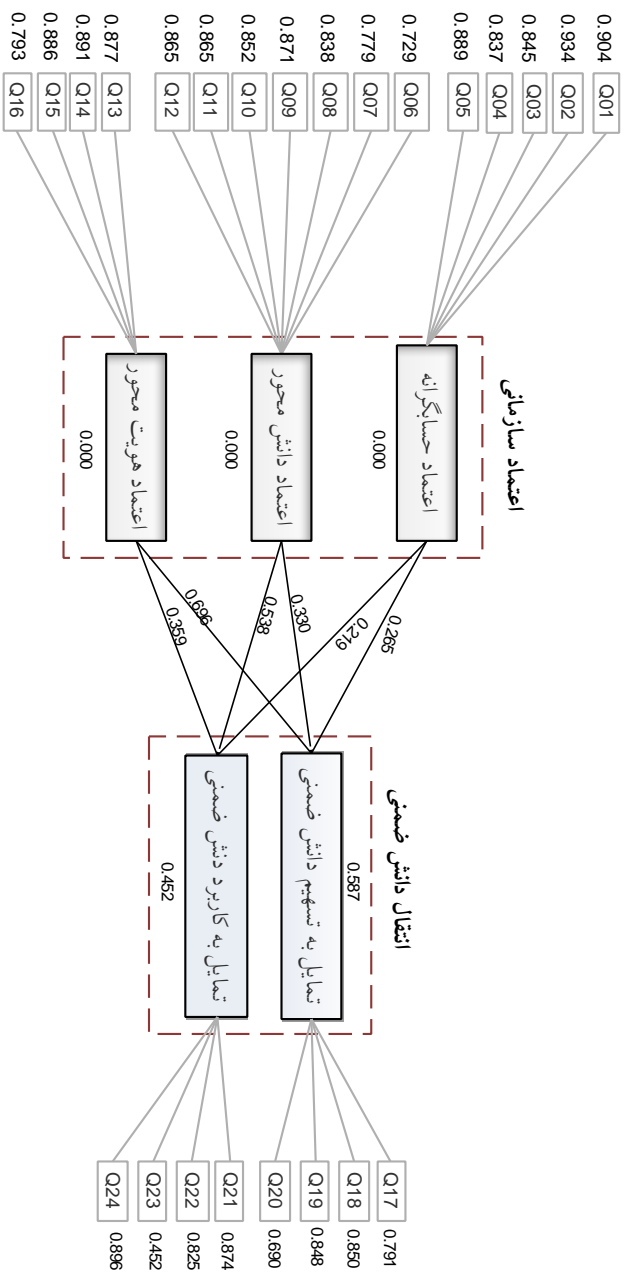 0.904 Q01
0.934 Q02
0.845 Q03
0.837 Q04
0.889 Q05
0.729 Q06
0.779 Q07
0.838 Q08
0.871 Q09
0.852 Q10
0.865 Q11
0.865 Q12
0.877 Q13
0.891 Q14
0.886 Q15
0.793 Q16
اعتماد سازمانی
اعتماد حسابگرانه
0.000
اعتماد دانش محور
0.000
اعتماد هویت محور
0.000
0.265
0.219
0.330
0.538
0.696
0.359
انتقال دانش ضمنی
0.587
تمایل به تسهیم دانش ضمنی
تمایل به کاربرد دنش ضمنی
0.452
Q17 0.791
Q18 0.850
Q19 0.848
Q20 0.690
Q21 0.874
Q22 0.825
Q23 0.452
Q24 0.896